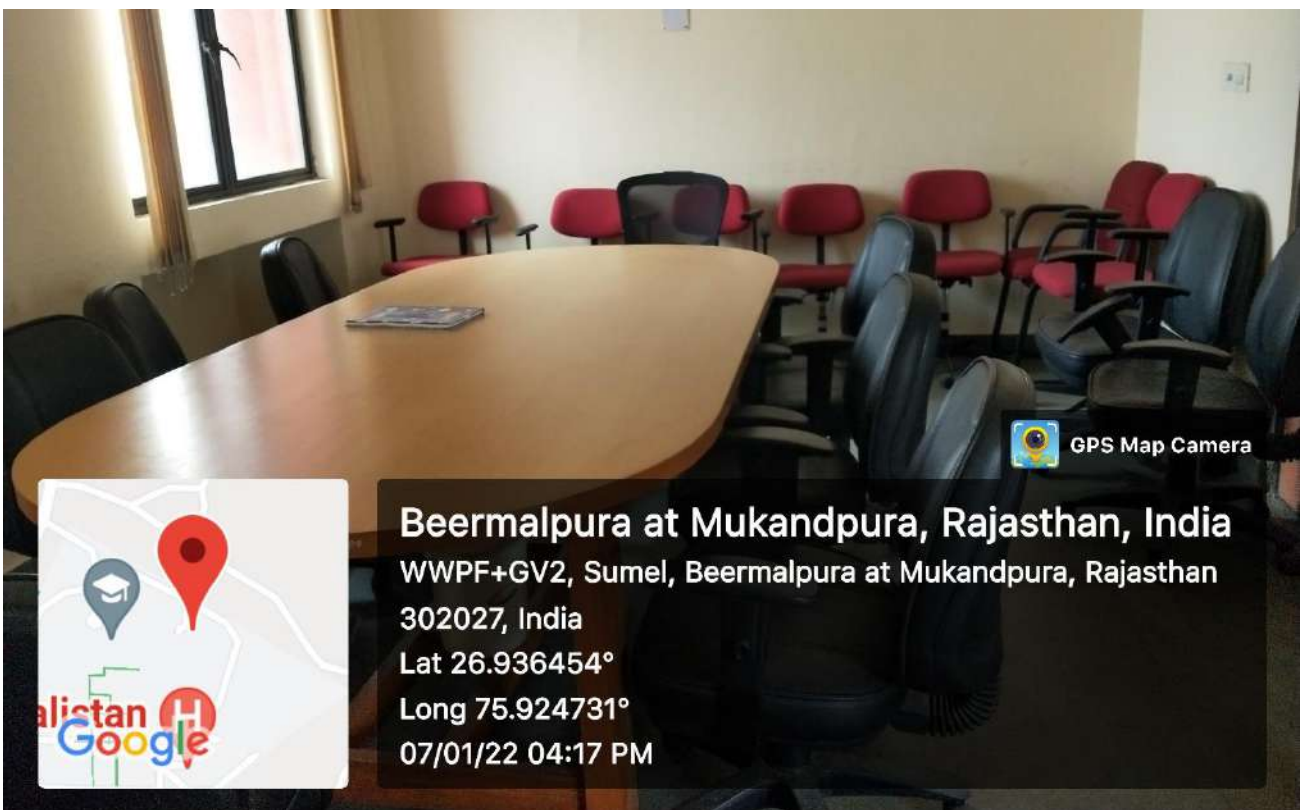 GPS Map Camera
Beermalpura at Mukandpura, Rajasthan, India
WWPF+GV2, Sumel, Beermalpura at Mukandpura, Rajasthan
302027, India
Lat 26.936454°
Long 75.924731°
07/01/22 04:17 PM
alistan H
Google